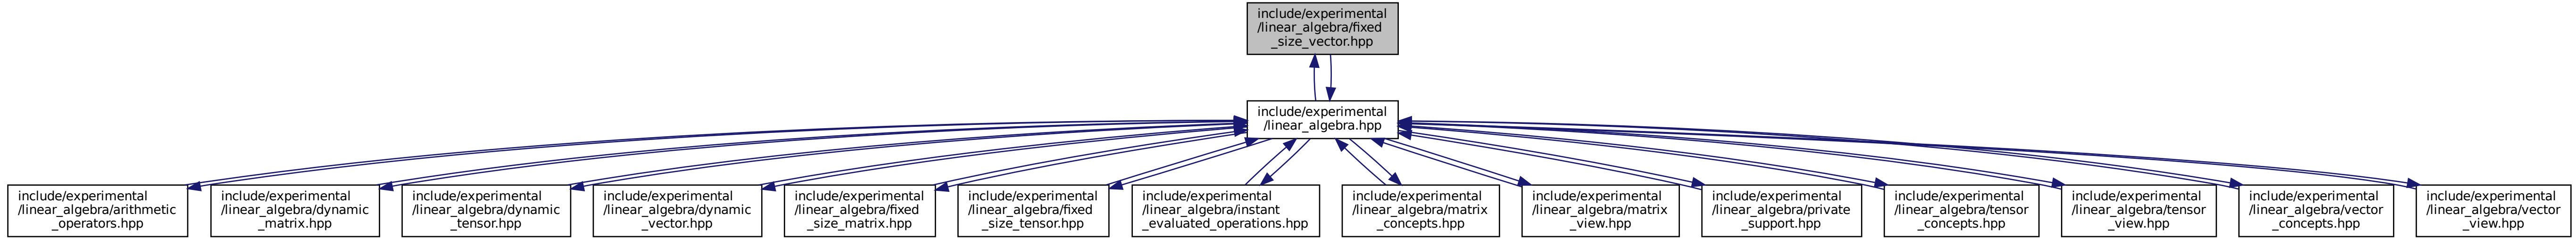 include/experimental
/linear_algebra/fixed
_size_vector.hpp
include/experimental
/linear_algebra.hpp
include/experimental
/linear_algebra/arithmetic
_operators.hpp
include/experimental
/linear_algebra/dynamic
_matrix.hpp
include/experimental
/linear_algebra/dynamic
_tensor.hpp
include/experimental
/linear_algebra/dynamic
_vector.hpp
include/experimental
/linear_algebra/fixed
_size_matrix.hpp
include/experimental
/linear_algebra/fixed
_size_tensor.hpp
include/experimental
/linear_algebra/instant
_evaluated_operations.hpp
include/experimental
/linear_algebra/matrix
_concepts.hpp
include/experimental
/linear_algebra/matrix
_view.hpp
include/experimental
/linear_algebra/private
_support.hpp
include/experimental
/linear_algebra/tensor
_concepts.hpp
include/experimental
/linear_algebra/tensor
_view.hpp
include/experimental
/linear_algebra/vector
_concepts.hpp
include/experimental
/linear_algebra/vector
_view.hpp